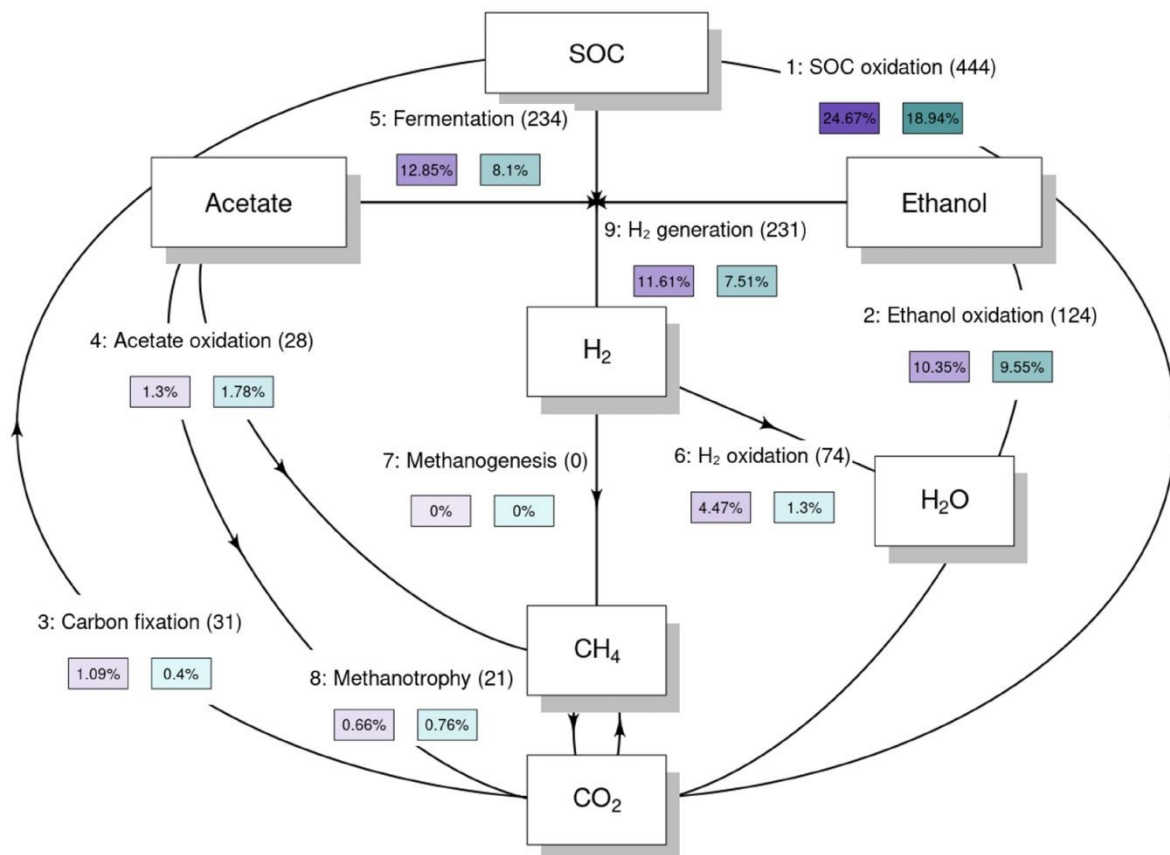 SOC
1: SOC oxidation (444)
24.67% 18.94%
5: Fermentation (234)
12.85% 8.1%
Acetate
Ethanol
9: H₂ generation (231)
11.61% 7.51%
4: Acetate oxidation (28)
1.3% 1.78%
H₂
2: Ethanol oxidation (124)
10.35% 9.55%
7: Methanogenesis (0)
0% 0%
6: H₂ oxidation (74)
4.47% 1.3%
H₂O
3: Carbon fixation (31)
1.09% 0.4%
CH₄
8: Methanotrophy (21)
0.66% 0.76%
CO₂